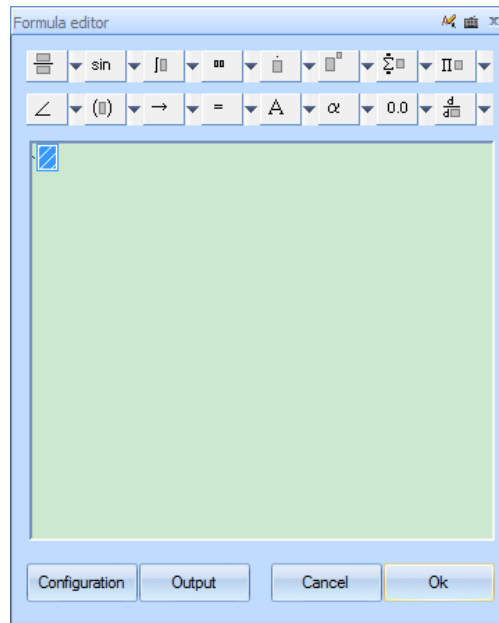 Formula editor
sin ∫ Σ Π
∠ () → = A α 0.0 d/d
Configuration Output Cancel Ok